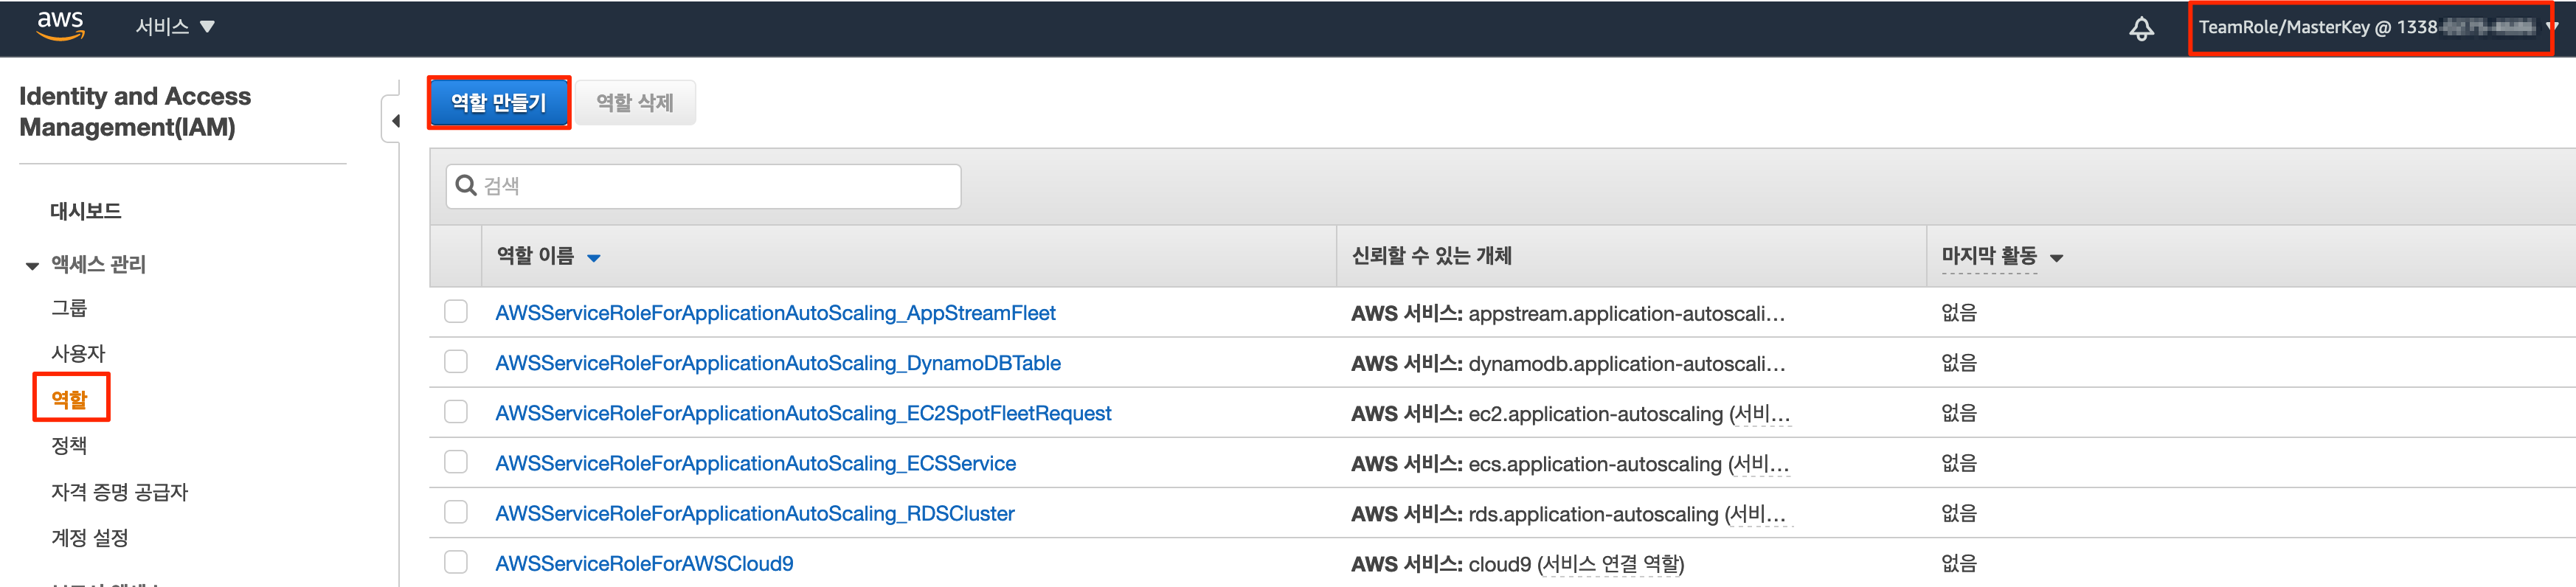 aws
서비스
TeamRole/MasterKey @ 1338
Identity and Access
Management(IAM)
대시보드
액세스 관리
그룹
사용자
역할
정책
자격 증명 공급자
계정 설정
역할 만들기
역할 삭제
검색
역할 이름
신뢰할 수 있는 개체
마지막 활동
AWSServiceRoleForApplicationAutoScaling_AppStreamFleet
AWS 서비스: appstream.application-autoscali…
없음
AWSServiceRoleForApplicationAutoScaling_DynamoDBTable
AWS 서비스: dynamodb.application-autoscali…
없음
AWSServiceRoleForApplicationAutoScaling_EC2SpotFleetRequest
AWS 서비스: ec2.application-autoscaling (서비…
없음
AWSServiceRoleForApplicationAutoScaling_ECSService
AWS 서비스: ecs.application-autoscaling (서비…
없음
AWSServiceRoleForApplicationAutoScaling_RDSCluster
AWS 서비스: rds.application-autoscaling (서비…
없음
AWSServiceRoleForAWSCloud9
AWS 서비스: cloud9 (서비스 연결 역할)
없음